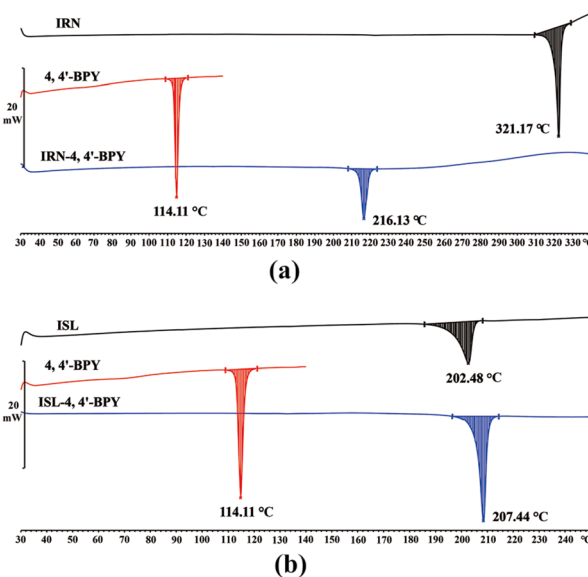 IRN
4, 4'-BPY
20
mW
321.17 °C
IRN-4, 4'-BPY
114.11 °C
216.13 °C
30 40 50 60 70 80 90 100 110 120 130 140 150 160 170 180 190 200 210 220 230 240 250 260 270 280 290 300 310 320 330 °C
(a)
ISL
4, 4'-BPY
202.48 °C
ISL-4, 4'-BPY
20
mW
114.11 °C
207.44 °C
30 40 50 60 70 80 90 100 110 120 130 140 150 160 170 180 190 200 210 220 230 240
(b)